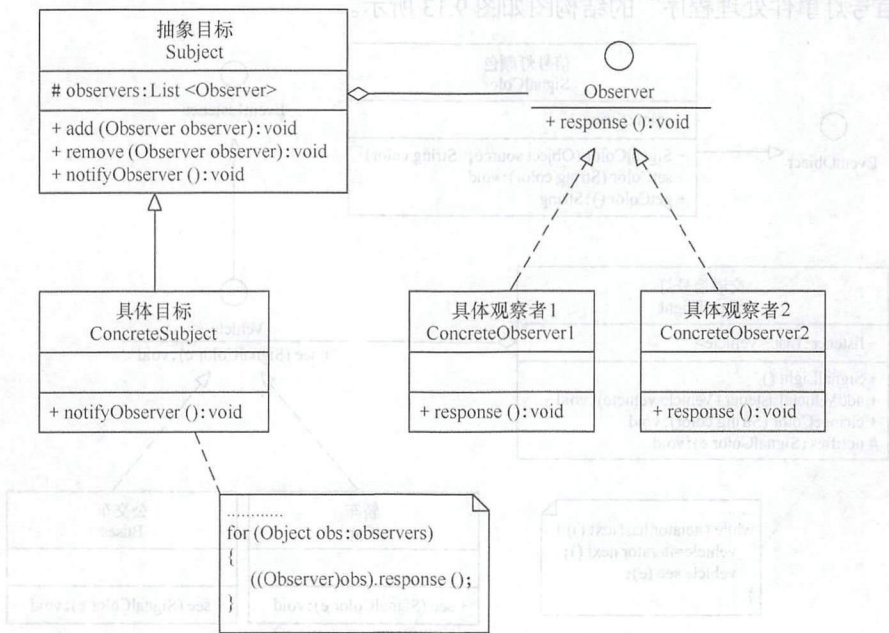 抽象目标
Subject
# observers:List <Observer>
+ add (Observer observer):void
+ remove (Observer observer):void
+ notifyObserver ():void
Observer
+ response ():void
具体目标
ConcreteSubject
+ notifyObserver ():void
具体观察者1
ConcreteObserver1
+ response ():void
具体观察者2
ConcreteObserver2
+ response ():void
............
for (Object obs:observers)
{
((Observer)obs).response ();
}